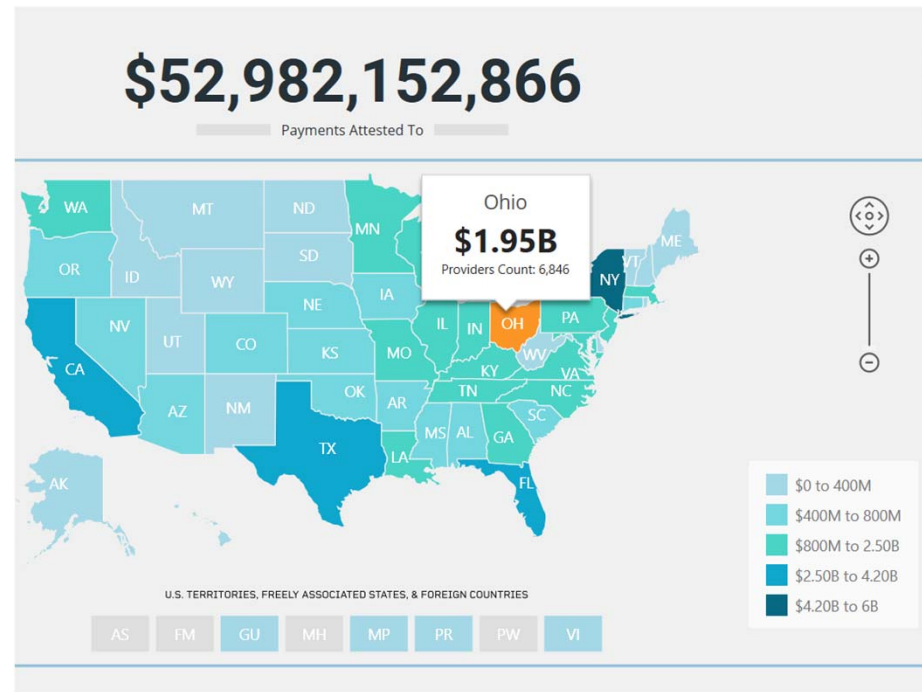 $52,982,152,866
Payments Attested To
Ohio
$1.95B
Providers Count: 6,846
WA
MT
ND
MN
ME
VT
OR
ID
SD
WY
NY
NE
IA
NV
UT
CO
IL
IN
OH
PA
CA
KS
MO
WV
KY
VA
AZ
NM
OK
TN
NC
AR
SC
TX
MS
AL
GA
LA
FL
AK
$0 to 400M
$400M to 800M
$800M to 2.50B
$2.50B to 4.20B
$4.20B to 6B
U.S. TERRITORIES, FREELY ASSOCIATED STATES, & FOREIGN COUNTRIES
AS FM GU MH MP PR PW VI